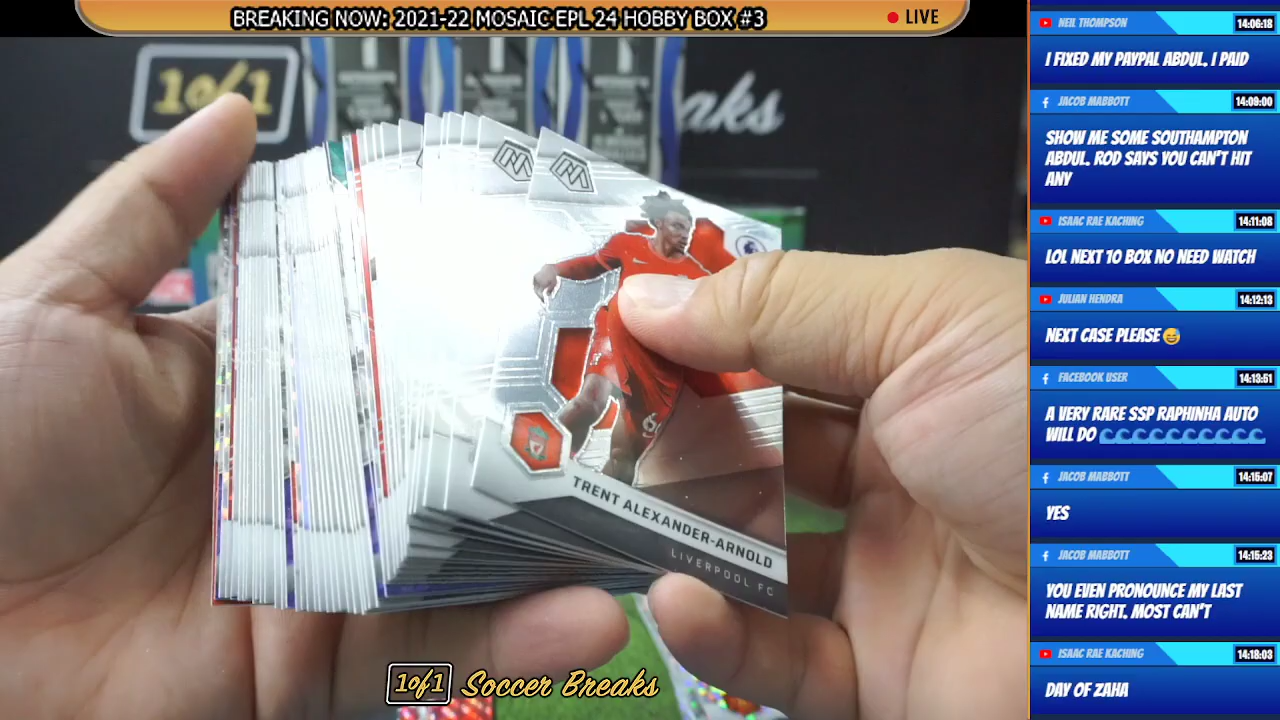 BREAKING NOW: 2021-22 MOSAIC EPL 24 HOBBY BOX #3
LIVE
1of1
aks
TRENT ALEXANDER-ARNOLD
LIVERPOOL FC
1of1 Soccer Breaks
NEIL THOMPSON
14:06:18
I FIXED MY PAYPAL ABDUL. I PAID
JACOB MABBOTT
14:09:00
SHOW ME SOME SOUTHAMPTON
ABDUL. ROD SAYS YOU CAN'T HIT
ANY
ISAAC RAE KACHING
14:11:08
LOL NEXT 10 BOX NO NEED WATCH
JULIAN HENDRA
14:12:13
NEXT CASE PLEASE😅
FACEBOOK USER
14:13:51
A VERY RARE SSP RAPHINHA AUTO
WILL DO 🌊🌊🌊🌊🌊🌊🌊🌊🌊🌊
JACOB MABBOTT
14:15:07
YES
JACOB MABBOTT
14:15:23
YOU EVEN PRONOUNCE MY LAST
NAME RIGHT. MOST CAN'T
ISAAC RAE KACHING
14:18:03
DAY OF ZAHA